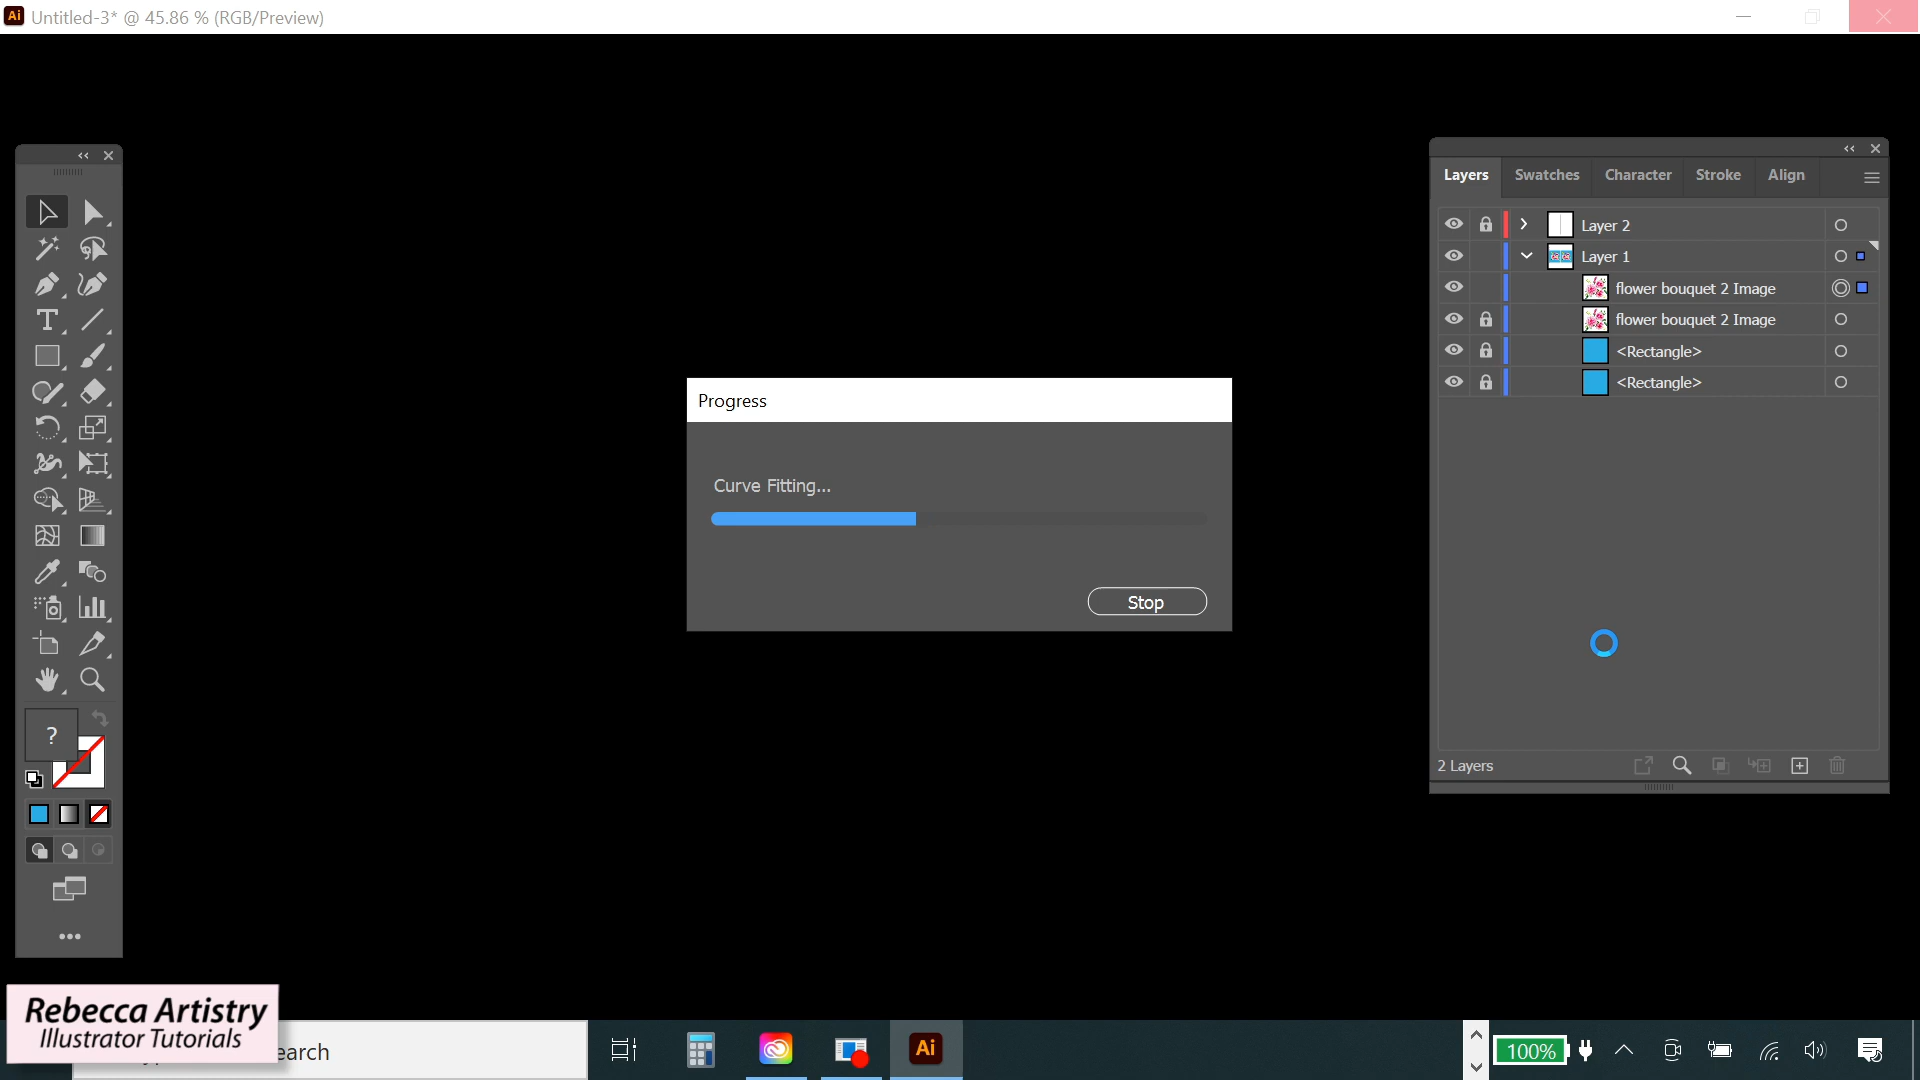 Ai Untitled-3* @ 45.86 % (RGB/Preview)
Layers Swatches Character Stroke Align
Layer 2
Layer 1
flower bouquet 2 Image
flower bouquet 2 Image
<Rectangle>
<Rectangle>
Progress
Curve Fitting...
Stop
?
2 Layers
Rebecca Artistry
Illustrator Tutorials
earch
Ai
100%